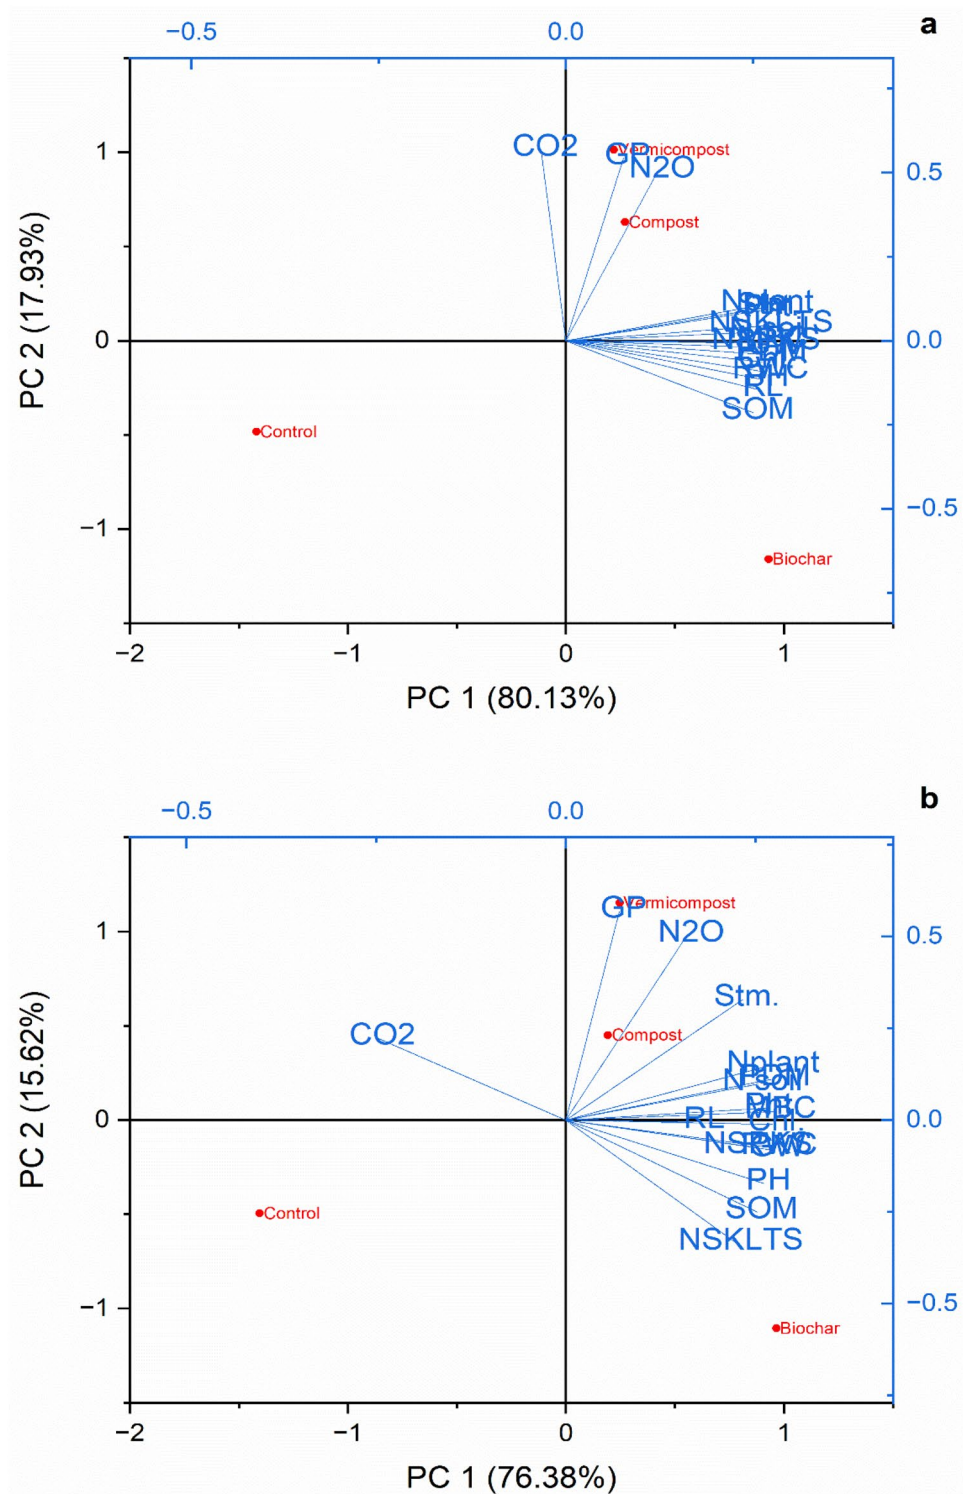 a
−0.5 0.0
CO2
GP
Vermicompost
N2O
Compost
SOM
RL
RWC
Control
Biochar
1
0
−1
0.5
0.0
−0.5
PC 2 (17.93%)
−2 −1 0 1
PC 1 (80.13%)
b
−0.5 0.0
GP
Vermicompost
N2O
Stm.
CO2
Compost
Nplant
N soil
RL
Chl.
PH
SOM
NSKLTS
Control
Biochar
1
0
−1
0.5
0.0
−0.5
PC 2 (15.62%)
−2 −1 0 1
PC 1 (76.38%)